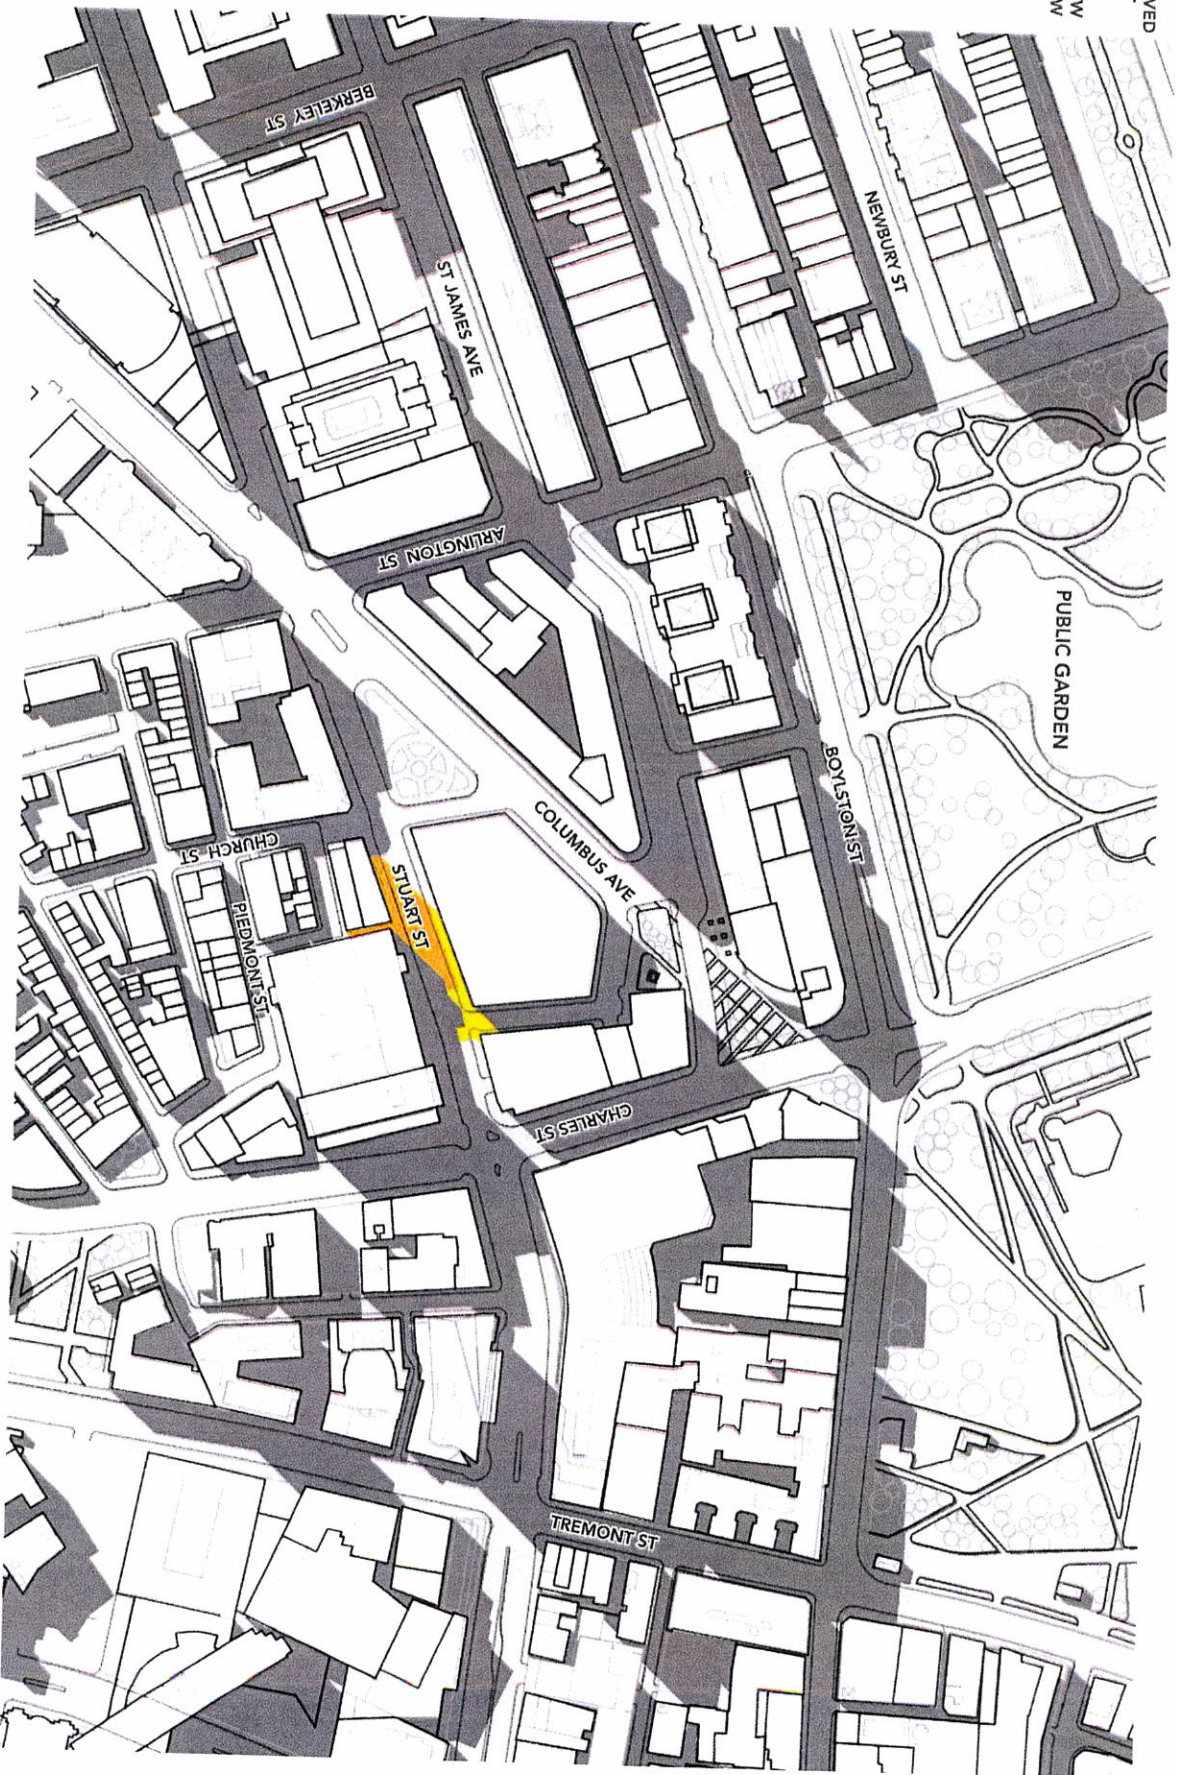 VED
W
W
BERKELEY ST
NEWBURY ST
ST JAMES AVE
ARLINGTON ST
PUBLIC GARDEN
BOYLSTON ST
COLUMBUS AVE
CHURCH ST
STUART ST
PIEDMONT ST
CHARLES ST
TREMONT ST